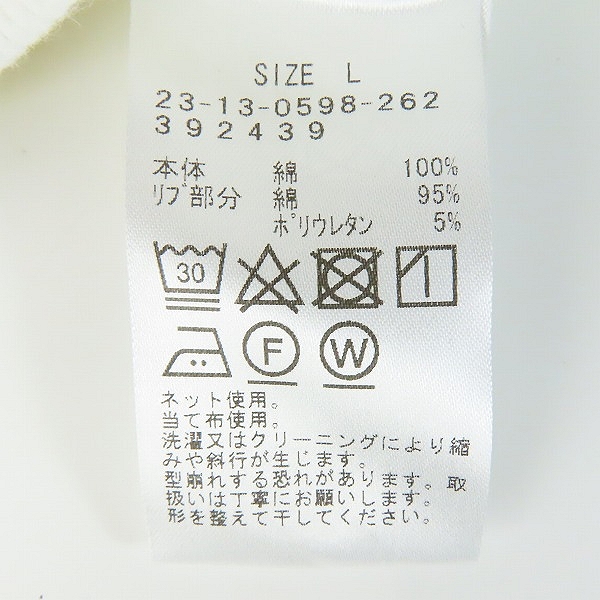 SIZE L
23-13-0598-262
392439
本体 綿 100%
ﾘﾌﾞ部分 綿 95%
ﾎﾟﾘｳﾚﾀﾝ 5%
30
F W
ネット使用。
当て布使用。
洗濯又はクリーニングにより縮
みや斜行が生じます。
型崩れする恐れがあります。取
扱いは丁寧にお願いします。
形を整えて干してください。